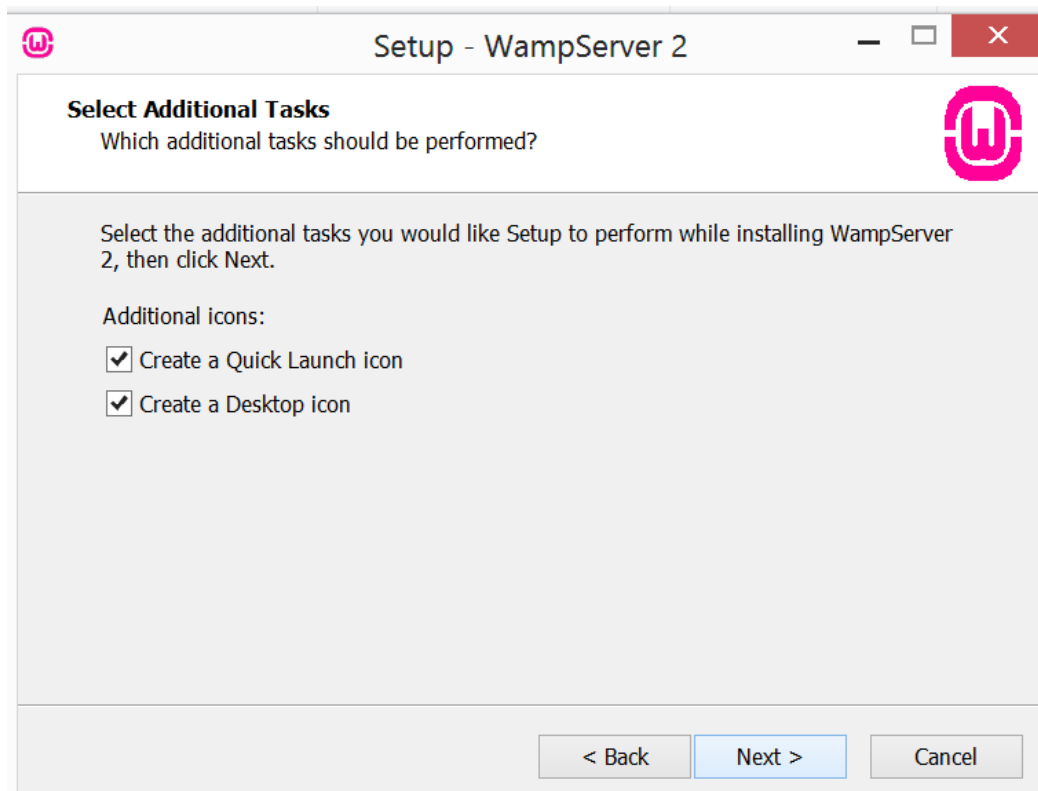 Setup - WampServer 2
Select Additional Tasks
Which additional tasks should be performed?
Select the additional tasks you would like Setup to perform while installing WampServer
2, then click Next.
Additional icons:
Create a Quick Launch icon
Create a Desktop icon
< Back
Next >
Cancel